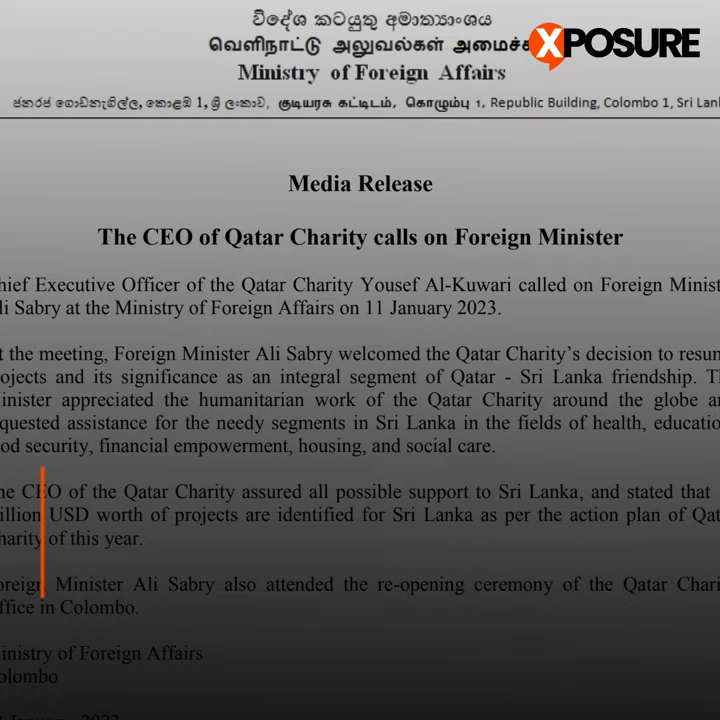 විදේශ කටයුතු අමාත්‍යාංශය
வெளிநாட்டு அலுவல்கள் அமைச்ச
XPOSURE
Ministry of Foreign Affairs
ජනරජ ගොඩනැගිල්ල, කොළඹ 1, ශ්‍රී ලංකාව, குடியரசு கட்டிடம், கொழும்பு 1, Republic Building, Colombo 1, Sri Lank
Media Release
The CEO of Qatar Charity calls on Foreign Minister
hief Executive Officer of the Qatar Charity Yousef Al-Kuwari called on Foreign Minist
li Sabry at the Ministry of Foreign Affairs on 11 January 2023.
t the meeting, Foreign Minister Ali Sabry welcomed the Qatar Charity's decision to resum
ojects and its significance as an integral segment of Qatar - Sri Lanka friendship. Th
inister appreciated the humanitarian work of the Qatar Charity around the globe an
quested assistance for the needy segments in Sri Lanka in the fields of health, educatio
od security, financial empowerment, housing, and social care.
he CEO of the Qatar Charity assured all possible support to Sri Lanka, and stated that
illion USD worth of projects are identified for Sri Lanka as per the action plan of Qat
harity of this year.
oreign Minister Ali Sabry also attended the re-opening ceremony of the Qatar Chari
ffice in Colombo.
inistry of Foreign Affairs
olombo